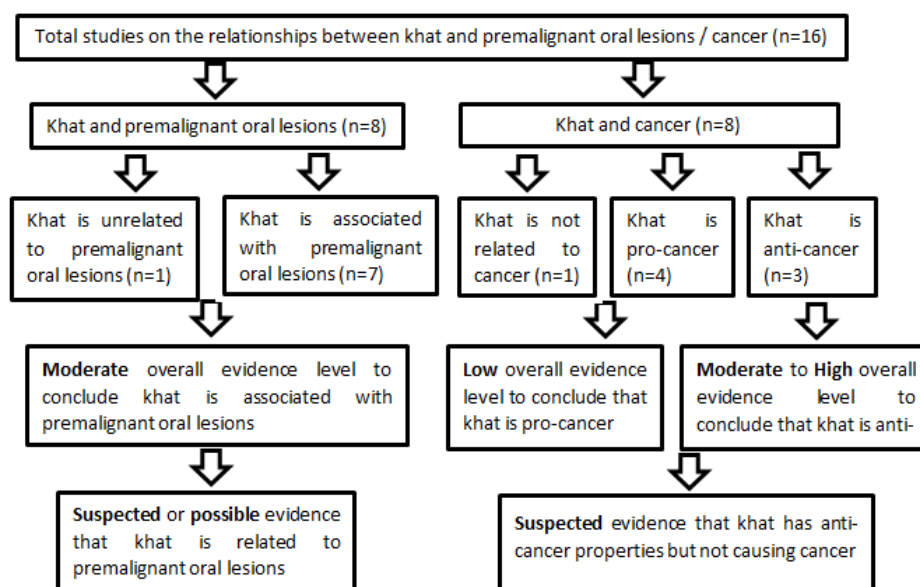 Total studies on the relationships between khat and premalignant oral lesions / cancer (n=16)
Khat and premalignant oral lesions (n=8)
Khat and cancer (n=8)
Khat is unrelated
to premalignant
oral lesions (n=1)
Khat is associated
with premalignant
oral lesions (n=7)
Khat is not
related to
cancer (n=1)
Khat is
pro-cancer
(n=4)
Khat is
anti-cancer
(n=3)
Moderate overall evidence level to
conclude khat is associated with
premalignant oral lesions
Low overall evidence
level to conclude that
khat is pro-cancer
Moderate to High overall
evidence level to
conclude that khat is anti-
Suspected or possible evidence
that khat is related to
premalignant oral lesions
Suspected evidence that khat has anti-
cancer properties but not causing cancer